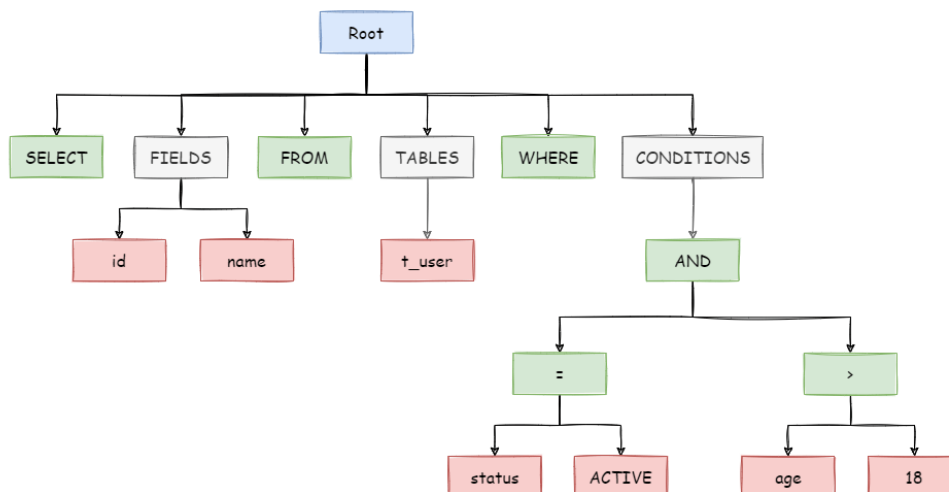 Root
SELECT FIELDS FROM TABLES WHERE CONDITIONS
id name t_user AND
= >
status ACTIVE age 18